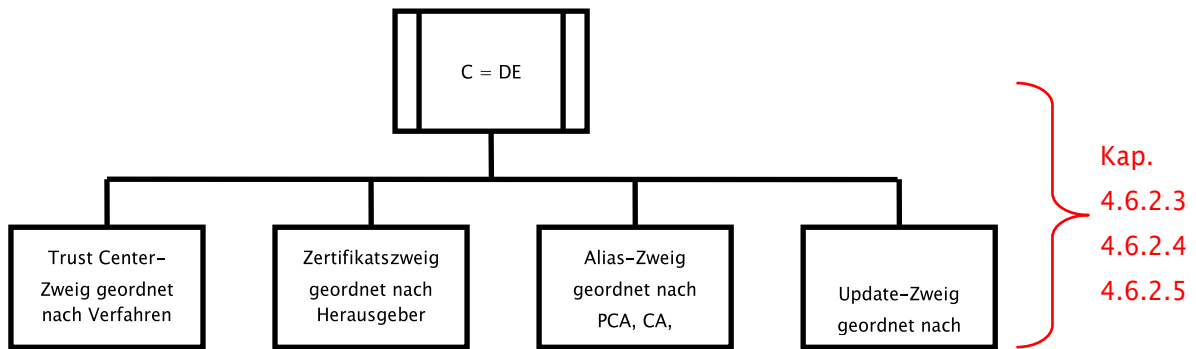 C = DE
Trust Center–
Zweig geordnet
nach Verfahren
Zertifikatszweig
geordnet nach
Herausgeber
Alias-Zweig
geordnet nach
PCA, CA,
Update-Zweig
geordnet nach
Kap.
4.6.2.3
4.6.2.4
4.6.2.5